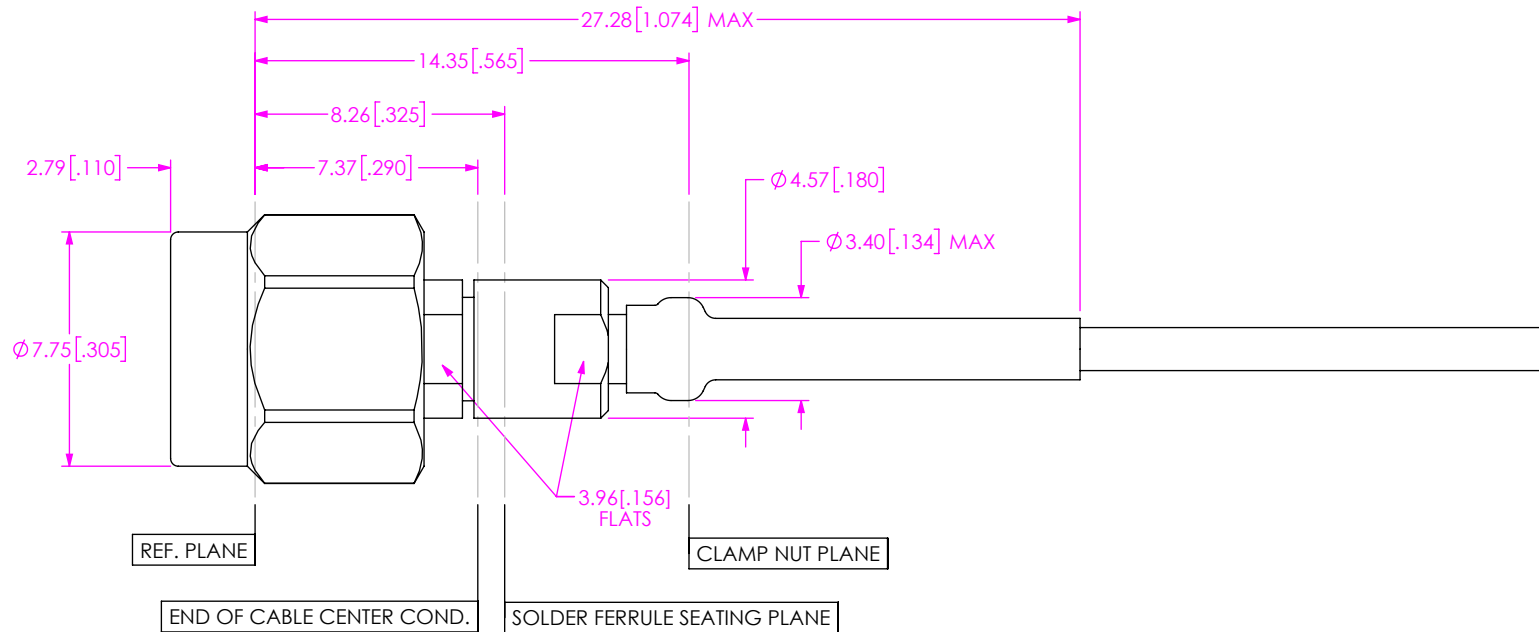 27.28[1.074] MAX
14.35[.565]
8.26[.325]
2.79[.110]
7.37[.290]
Ø4.57[.180]
Ø3.40[.134] MAX
Ø7.75[.305]
3.96[.156]
FLATS
REF. PLANE
CLAMP NUT PLANE
END OF CABLE CENTER COND.
SOLDER FERRULE SEATING PLANE